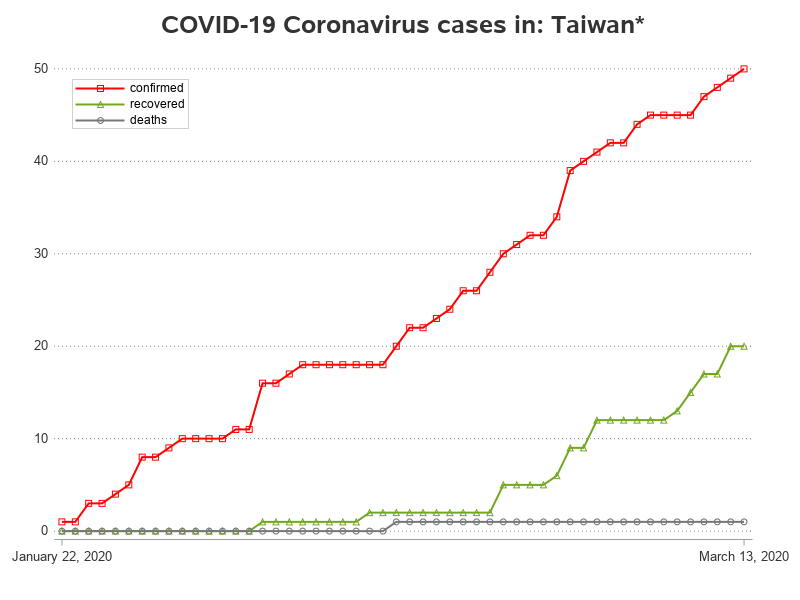 COVID-19 Coronavirus cases in: Taiwan*
50
confirmed
recovered
deaths
40
30
20
10
0
January 22, 2020
March 13, 2020